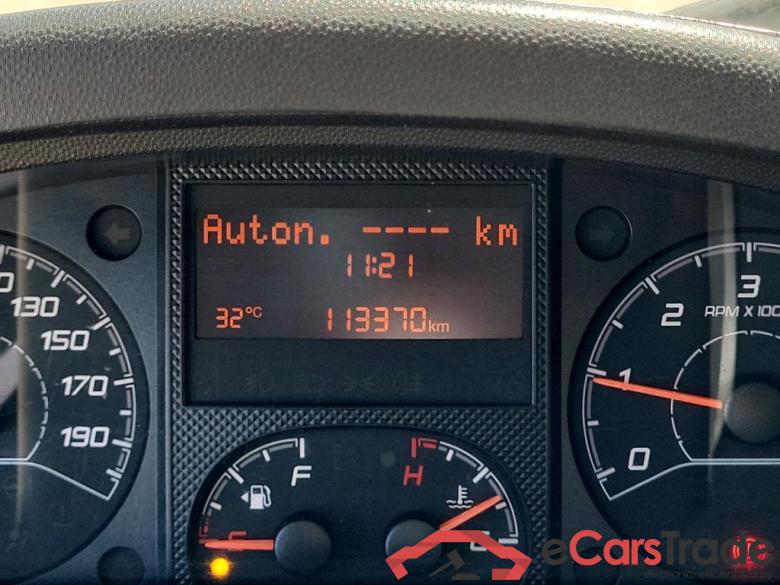 Auton. ---- km
11:21
32°C 113370km
130
150
170
190
F
H
0
1
2
3
RPM X 100
eCarsTrade